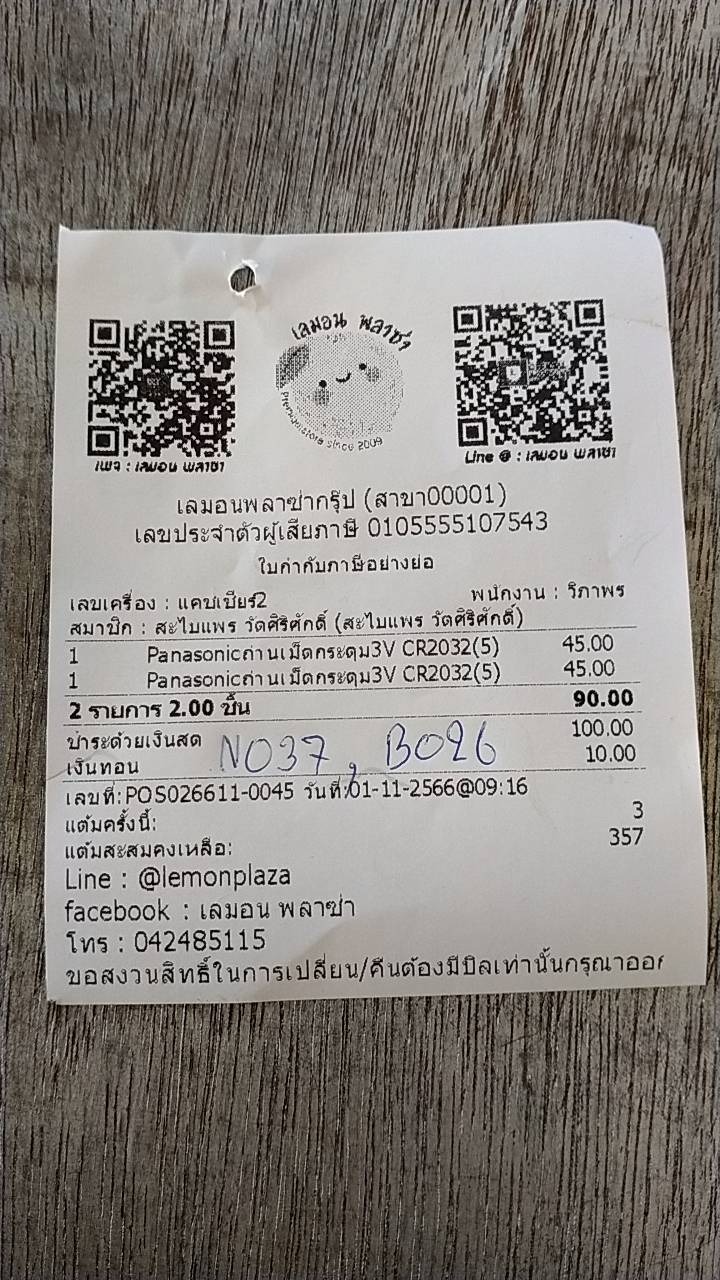 เลมอน พลาซ่า
since 2009
เพจ : เลมอน พลาซ่า
Line @ : เลมอน พลาซ่า
เลมอนพลาซ่ากรุ๊ป (สาขา00001)
เลขประจำตัวผู้เสียภาษี 0105555107543
ใบกำกับภาษีอย่างย่อ
เลขเครื่อง : แคชเชียร์2 พนักงาน : วิภาพร
สมาชิก : สะไบแพร วัดศิริศักดิ์ (สะไบแพร วัดศิริศักดิ์)
1 Panasonicถ่านเม็ดกระดุม3V CR2032(5) 45.00
1 Panasonicถ่านเม็ดกระดุม3V CR2032(5) 45.00
2 รายการ 2.00 ชิ้น 90.00
ชำระด้วยเงินสด 100.00
เงินทอน 10.00
N037 , B026
เลขที่:POS026611-0045 วันที่:01-11-2566@09:16
แต้มครั้งนี้: 3
แต้มสะสมคงเหลือ: 357
Line : @lemonplaza
facebook : เลมอน พลาซ่า
โทร : 042485115
ขอสงวนสิทธิ์ในการเปลี่ยน/คืนต้องมีบิลเท่านั้นกรุณาออ